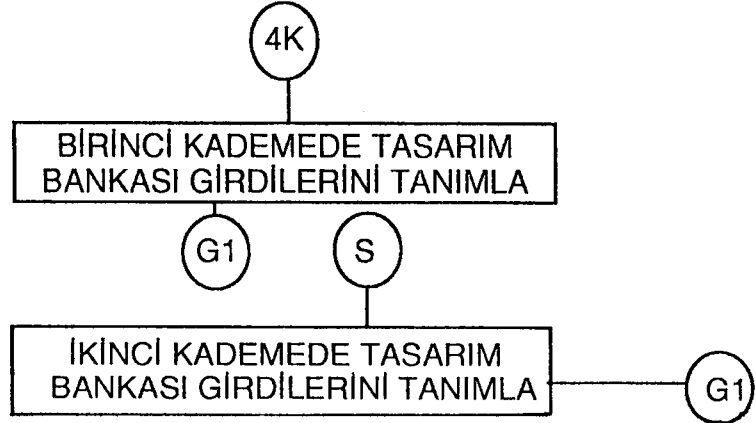 4K
BİRİNCİ KADEMEDE TASARIM
BANKASI GİRDİLERİNİ TANIMLA
G1
S
İKİNCİ KADEMEDE TASARIM
BANKASI GİRDİLERİNİ TANIMLA
G1